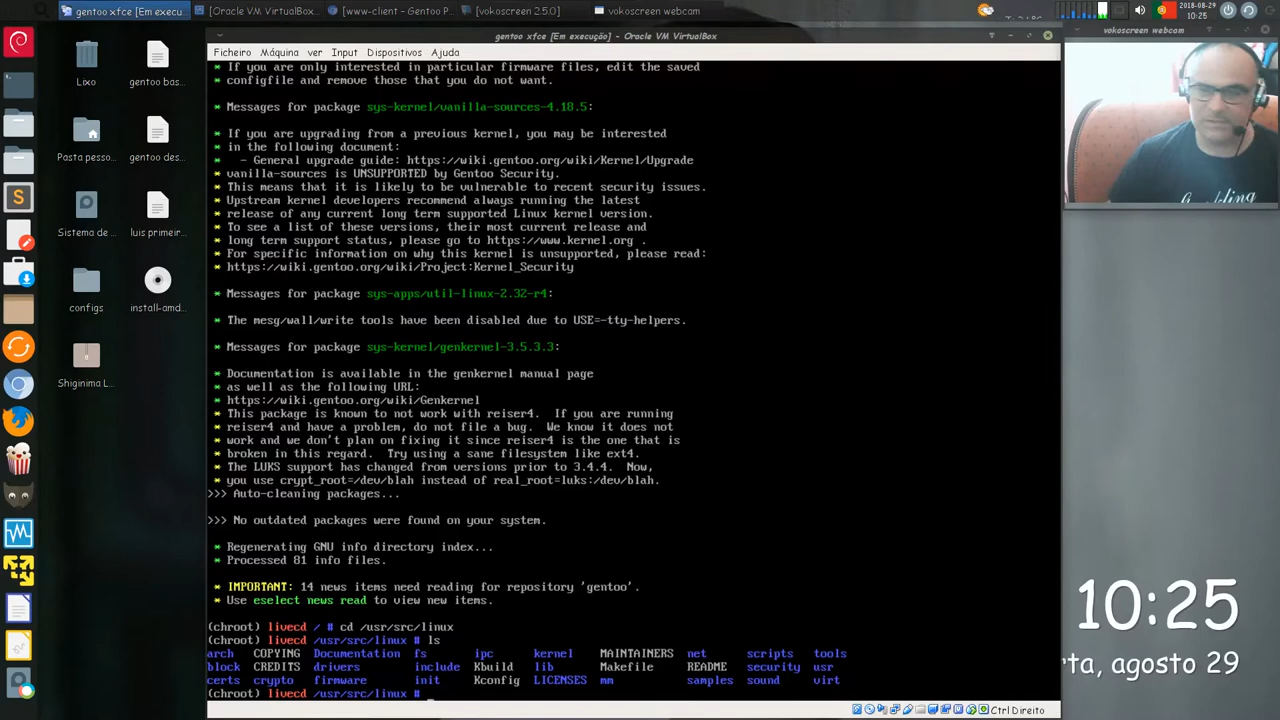 gentoo xfce [Em execu...
[Oracle VM VirtualBox]
[www-client – Gentoo P...
[vokoscreen 2.5.0]
vokoscreen webcam
2018-08-29
10:25
gentoo xfce [Em execução] - Oracle VM VirtualBox
vokoscreen webcam
Ficheiro Máquina ver Input Dispositivos Ajuda
Lixo
gentoo bas...
Pasta pesso...
gentoo des...
Sistema de ...
luis primeir...
configs
install-amd...
Shiginima L...
* If you are only interested in particular firmware files, edit the saved
* configfile and remove those that you do not want.
* Messages for package sys-kernel/vanilla-sources-4.18.5:
* If you are upgrading from a previous kernel, you may be interested
* in the following document:
*   - General upgrade guide: https://wiki.gentoo.org/wiki/Kernel/Upgrade
* vanilla-sources is UNSUPPORTED by Gentoo Security.
* This means that it is likely to be vulnerable to recent security issues.
* Upstream kernel developers recommend always running the latest
* release of any current long term supported Linux kernel version.
* To see a list of these versions, their most current release and
* long term support status, please go to https://www.kernel.org .
* For specific information on why this kernel is unsupported, please read:
* https://wiki.gentoo.org/wiki/Project:Kernel_Security
* Messages for package sys-apps/util-linux-2.32-r4:
* The mesg/wall/write tools have been disabled due to USE=-tty-helpers.
* Messages for package sys-kernel/genkernel-3.5.3.3:
* Documentation is available in the genkernel manual page
* as well as the following URL:
* https://wiki.gentoo.org/wiki/Genkernel
* This package is known to not work with reiser4.  If you are running
* reiser4 and have a problem, do not file a bug.  We know it does not
* work and we don't plan on fixing it since reiser4 is the one that is
* broken in this regard.  Try using a sane filesystem like ext4.
* The LUKS support has changed from versions prior to 3.4.4.  Now,
* you use crypt_root=/dev/blah instead of real_root=luks:/dev/blah.
>>> Auto-cleaning packages...
>>> No outdated packages were found on your system.
* Regenerating GNU info directory index...
* Processed 81 info files.
* IMPORTANT: 14 news items need reading for repository 'gentoo'.
* Use eselect news read to view new items.
(chroot) livecd / # cd /usr/src/linux
(chroot) livecd /usr/src/linux # ls
arch COPYING Documentation fs ipc kernel MAINTAINERS net scripts tools
block CREDITS drivers include Kbuild lib Makefile README security usr
certs crypto firmware init Kconfig LICENSES mm samples sound virt
(chroot) livecd /usr/src/linux # _
10:25
rta, agosto 29
Ctrl Direito